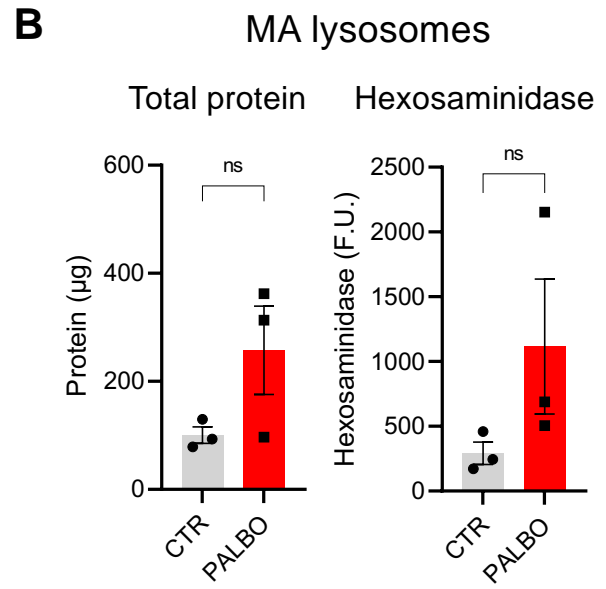 B
MA lysosomes
Total protein
Hexosaminidase
Protein (µg)
600
400
200
0
ns
CTR
PALBO
Hexosaminidase (F.U.)
2500
2000
1500
1000
500
0
ns
CTR
PALBO